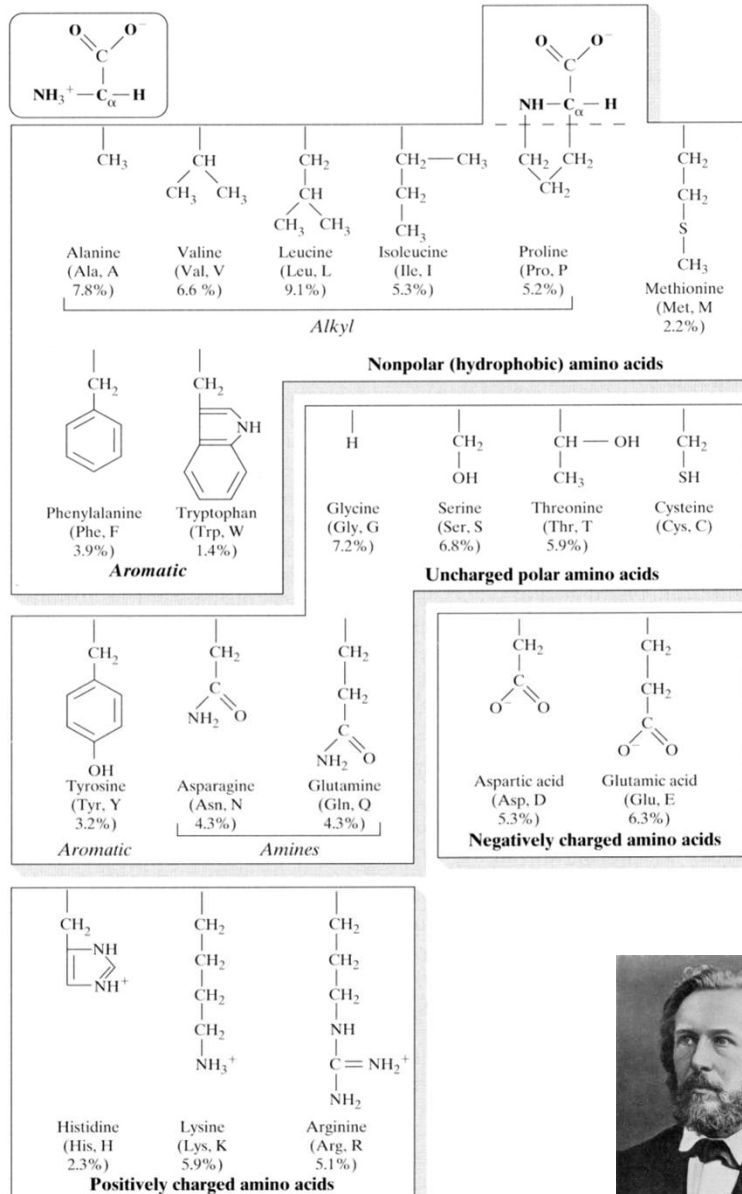 O O⁻
C
NH₃⁺—Cα—H
O O⁻
C
NH—Cα—H
CH₂ CH₂
CH₂
CH₃
CH
CH₃ CH₃
CH₂
CH
CH₃ CH₃
CH₂—CH₃
CH₂
CH₃
CH₂
CH₂
S
CH₃
Alanine
(Ala, A
7.8%)
Valine
(Val, V
6.6 %)
Leucine
(Leu, L
9.1%)
Isoleucine
(Ile, I
5.3%)
Proline
(Pro, P
5.2%)
Methionine
(Met, M
2.2%)
Alkyl
Nonpolar (hydrophobic) amino acids
CH₂
CH₂
NH
Phenylalanine
(Phe, F
3.9%)
Tryptophan
(Trp, W
1.4%)
Aromatic
H
CH₂
OH
CH — OH
CH₃
CH₂
SH
Glycine
(Gly, G
7.2%)
Serine
(Ser, S
6.8%)
Threonine
(Thr, T
5.9%)
Cysteine
(Cys, C)
Uncharged polar amino acids
CH₂
OH
CH₂
C
NH₂ O
CH₂
CH₂
C
NH₂ O
Tyrosine
(Tyr, Y
3.2%)
Asparagine
(Asn, N
4.3%)
Glutamine
(Gln, Q
4.3%)
Aromatic
Amines
CH₂
C
O⁻ O
CH₂
CH₂
C
O⁻ O
Aspartic acid
(Asp, D
5.3%)
Glutamic acid
(Glu, E
6.3%)
Negatively charged amino acids
CH₂
NH
NH⁺
CH₂
CH₂
CH₂
CH₂
NH₃⁺
CH₂
CH₂
CH₂
NH
C=NH₂⁺
NH₂
Histidine
(His, H
2.3%)
Lysine
(Lys, K
5.9%)
Arginine
(Arg, R
5.1%)
Positively charged amino acids